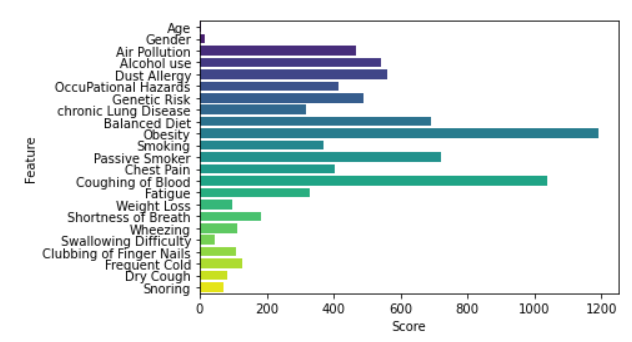 Age
Gender
Air Pollution
Alcohol use
Dust Allergy
OccuPational Hazards
Genetic Risk
chronic Lung Disease
Balanced Diet
Obesity
Smoking
Passive Smoker
Chest Pain
Coughing of Blood
Fatigue
Weight Loss
Shortness of Breath
Wheezing
Swallowing Difficulty
Clubbing of Finger Nails
Frequent Cold
Dry Cough
Snoring
Feature
0 200 400 600 800 1000 1200
Score